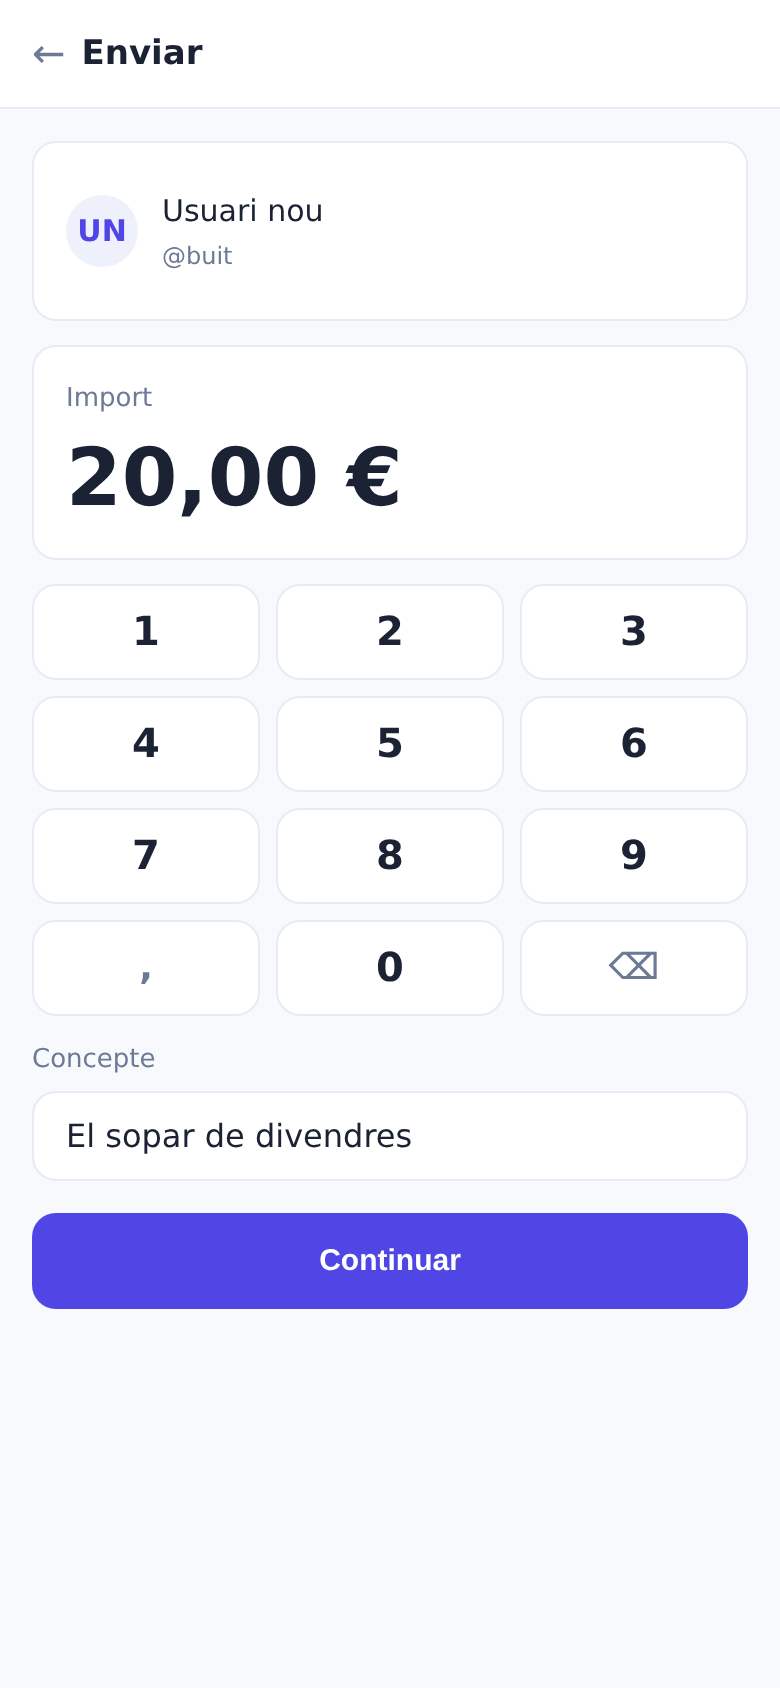 ← Enviar
UN
Usuari nou
@buit
Import
20,00 €
1 2 3
4 5 6
7 8 9
, 0 ⌫
Concepte
El sopar de divendres
Continuar